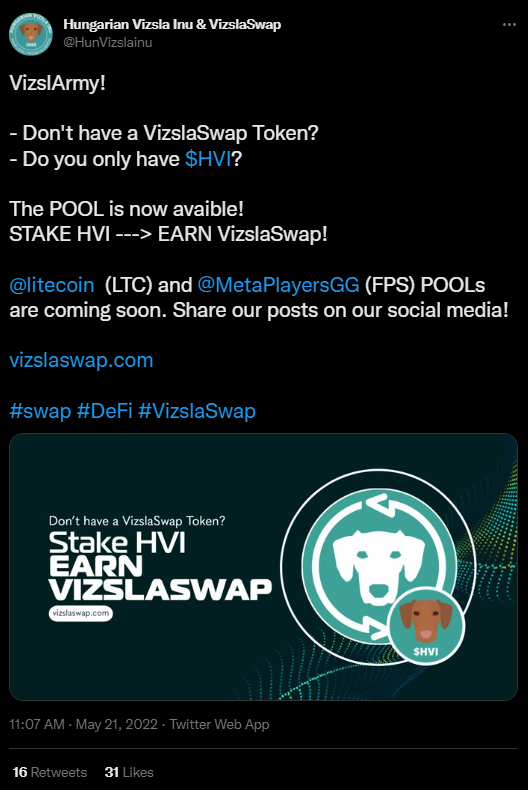 Hungarian Vizsla Inu & VizslaSwap
@HunVizslainu
VizslArmy!
- Don't have a VizslaSwap Token?
- Do you only have $HVI?
The POOL is now avaible!
STAKE HVI ---> EARN VizslaSwap!
@litecoin (LTC) and @MetaPlayersGG (FPS) POOLs
are coming soon. Share our posts on our social media!
vizslaswap.com
#swap #DeFi #VizslaSwap
Don't have a VizslaSwap Token?
Stake HVI
EARN
VIZSLASWAP
vizslaswap.com
$HVI
11:07 AM · May 21, 2022 · Twitter Web App
16 Retweets 31 Likes